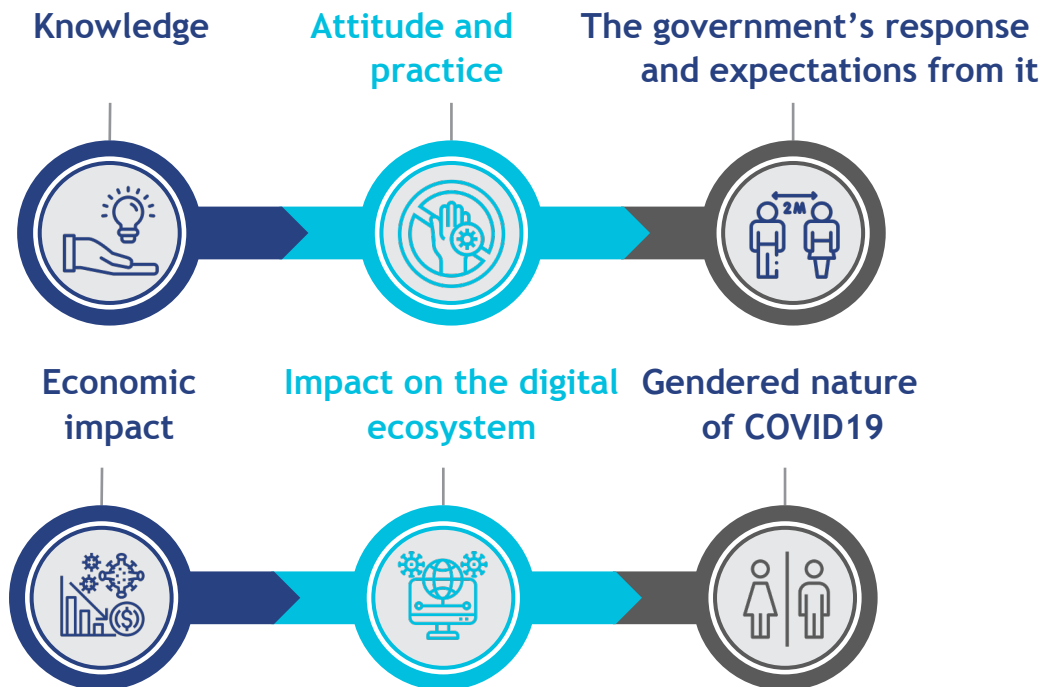 Knowledge
Attitude and
practice
The government’s response
and expectations from it
2M
Economic
impact
Impact on the digital
ecosystem
Gendered nature
of COVID19
$